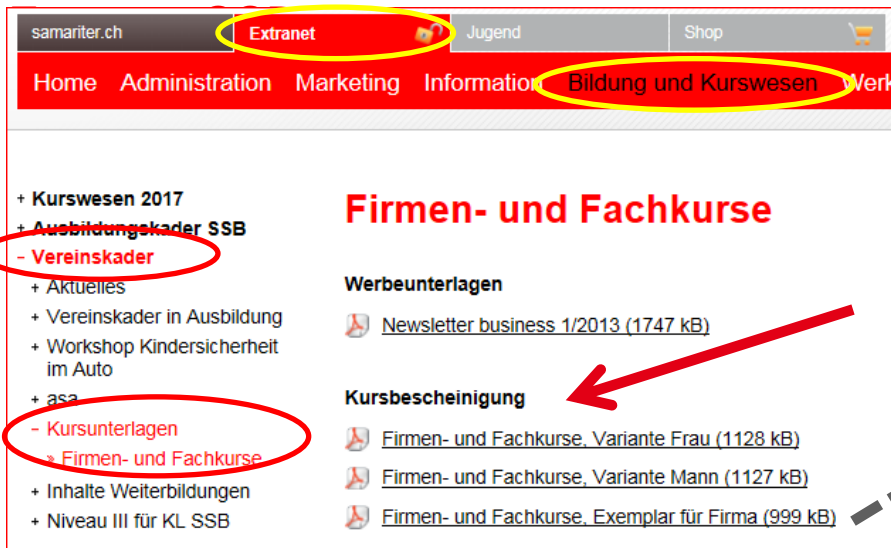 samariter.ch Extranet Jugend Shop
Home Administration Marketing Information Bildung und Kurswesen Werk
+ Kurswesen 2017
+ Ausbildungskader SSB
- Vereinskader
+ Aktuelles
+ Vereinskader in Ausbildung
+ Workshop Kindersicherheit
im Auto
+ asa
- Kursunterlagen
» Firmen- und Fachkurse
+ Inhalte Weiterbildungen
+ Niveau III für KL SSB
Firmen- und Fachkurse
Werbeunterlagen
Newsletter business 1/2013 (1747 kB)
Kursbescheinigung
Firmen- und Fachkurse, Variante Frau (1128 kB)
Firmen- und Fachkurse, Variante Mann (1127 kB)
Firmen- und Fachkurse, Exemplar für Firma (999 kB)